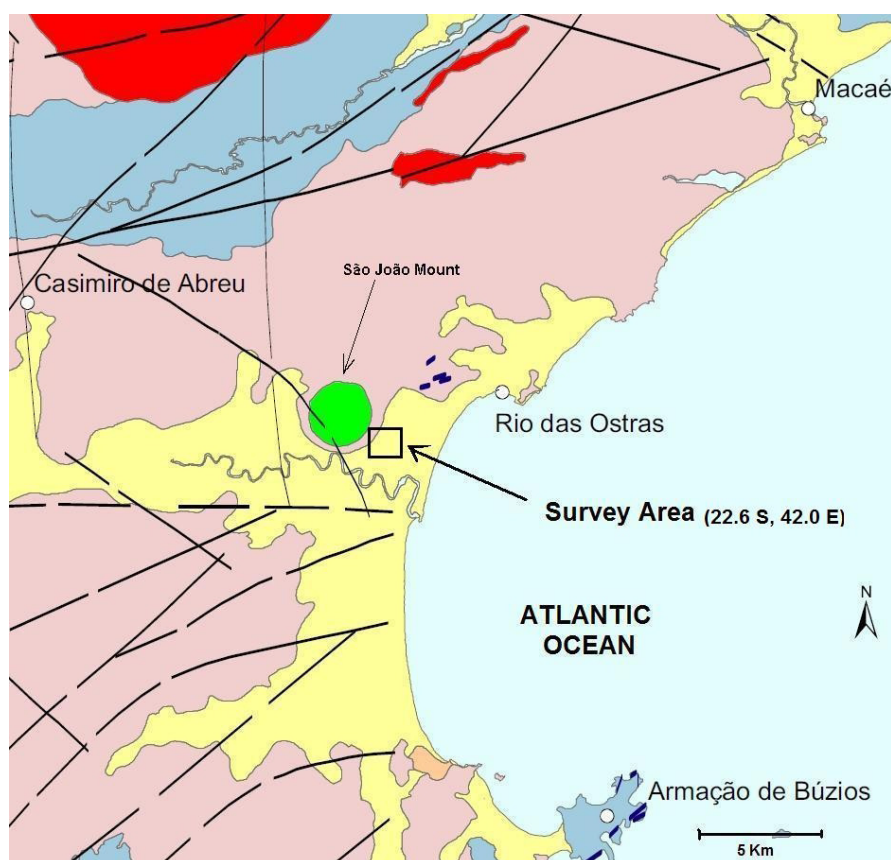 Macaé
São João Mount
Casimiro de Abreu
Rio das Ostras
Survey Area (22.6 S, 42.0 E)
N
ATLANTIC
OCEAN
Armação de Búzios
5 Km